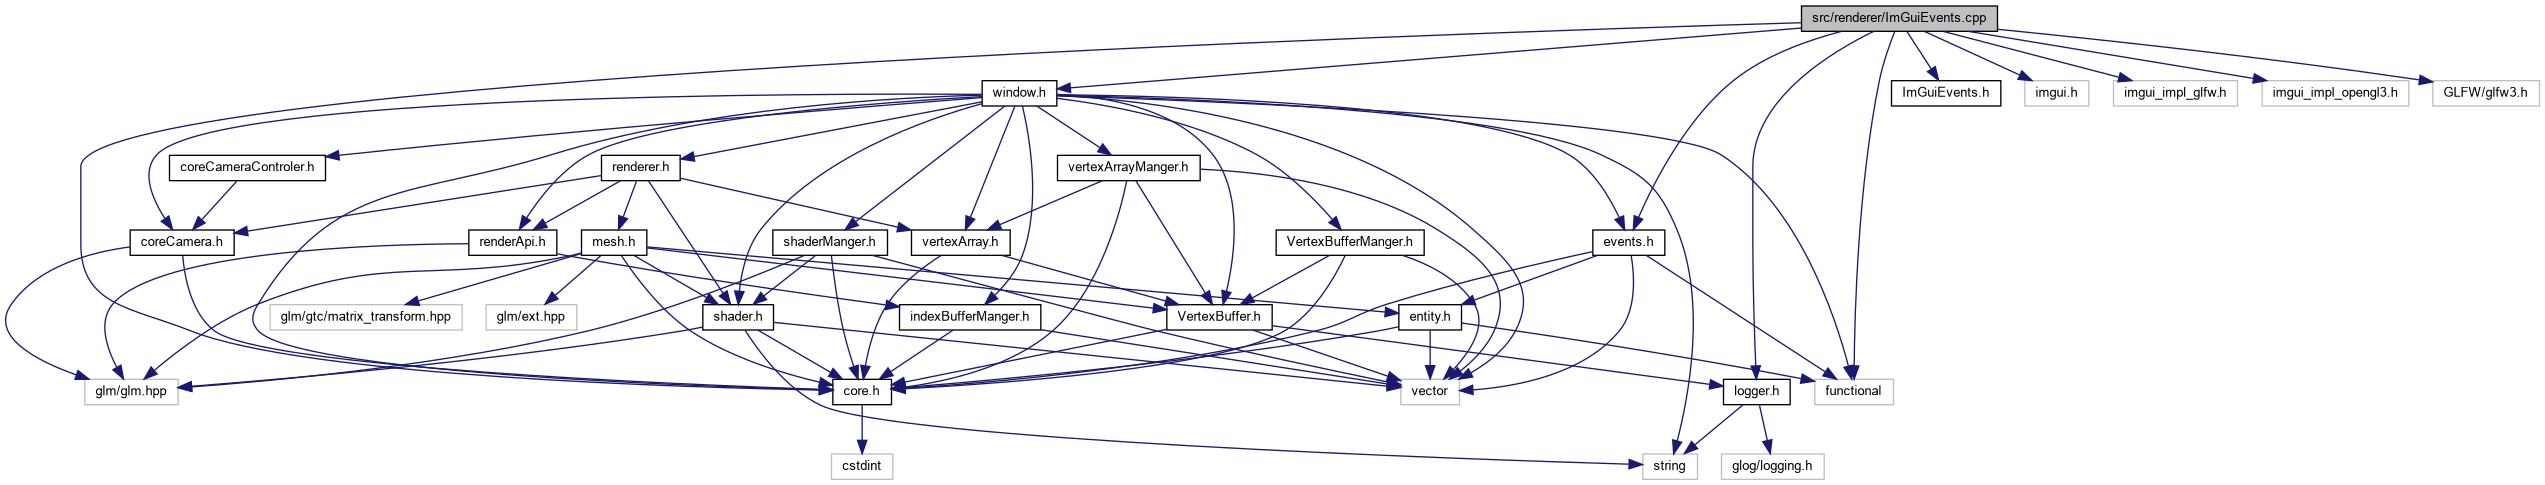 src/renderer/ImGuiEvents.cpp
window.h
ImGuiEvents.h
imgui.h
imgui_impl_glfw.h
imgui_impl_opengl3.h
GLFW/glfw3.h
coreCameraControler.h
renderer.h
vertexArrayManger.h
coreCamera.h
renderApi.h
mesh.h
shaderManger.h
vertexArray.h
VertexBufferManger.h
events.h
glm/gtc/matrix_transform.hpp
glm/ext.hpp
shader.h
indexBufferManger.h
VertexBuffer.h
entity.h
glm/glm.hpp
core.h
vector
logger.h
functional
cstdint
string
glog/logging.h